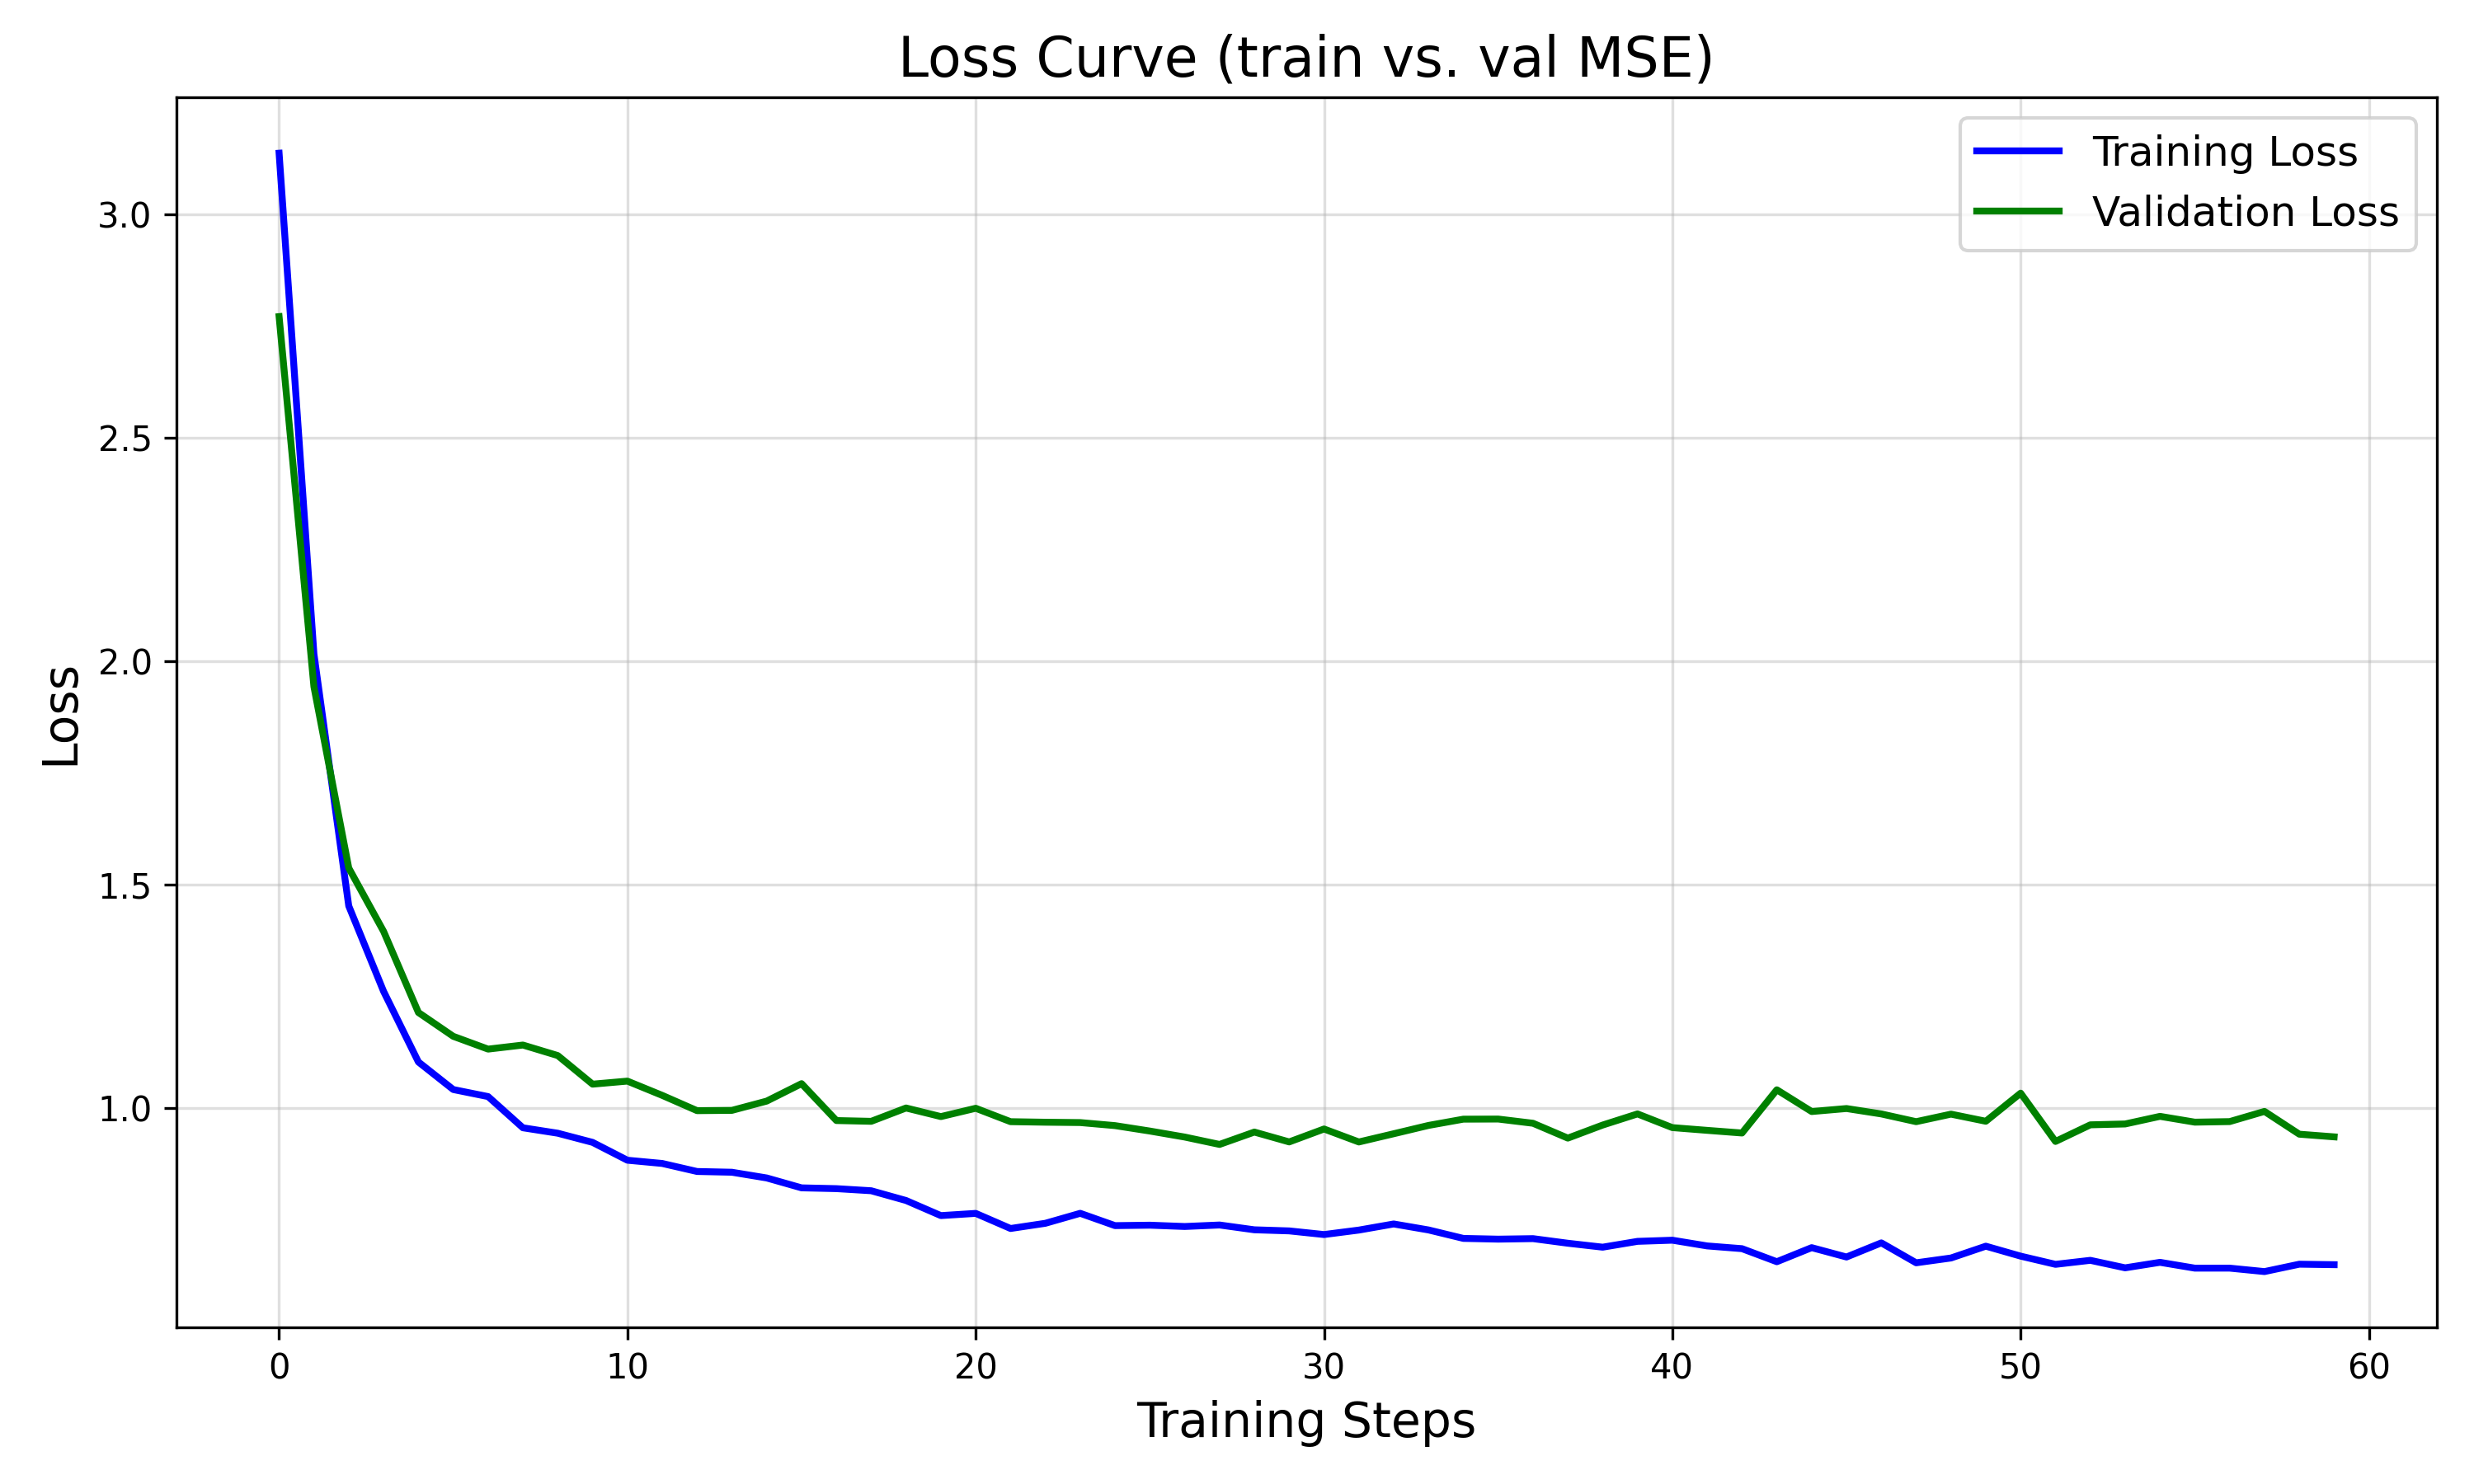 Loss Curve (train vs. val MSE)
Training Loss
Validation Loss
3.0
2.5
2.0
1.5
1.0
Loss
0 10 20 30 40 50 60
Training Steps